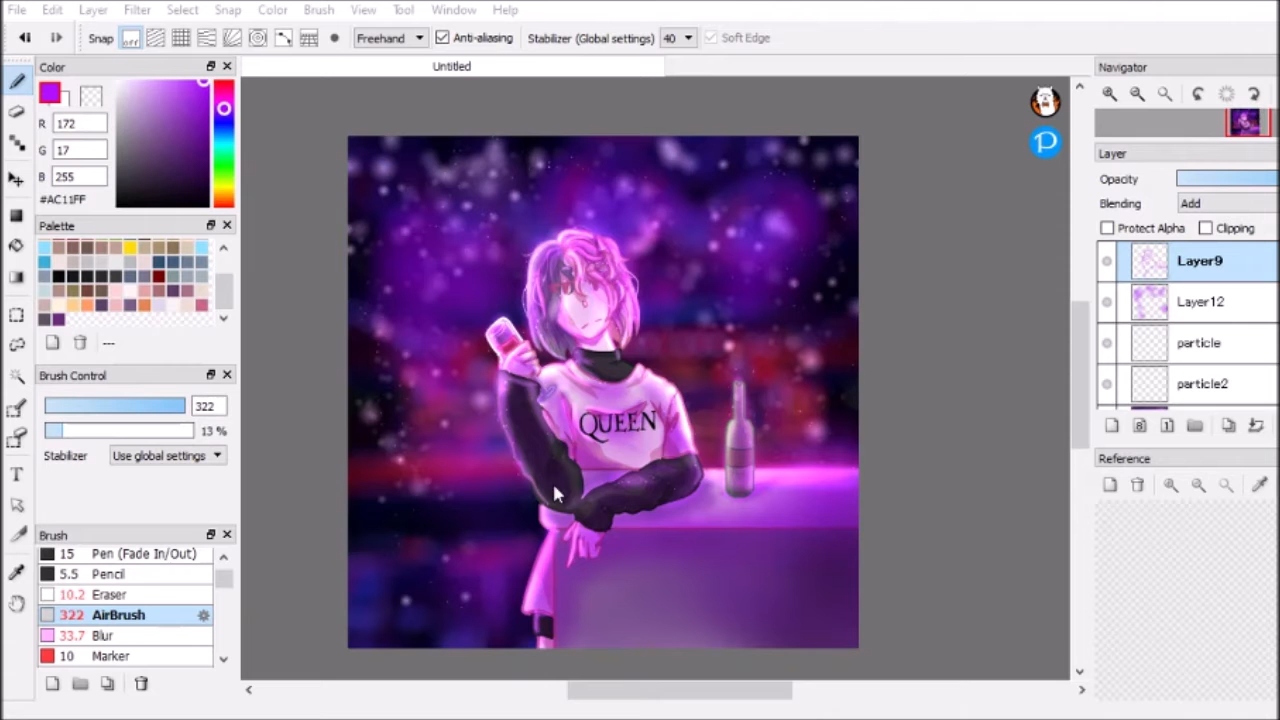 File Edit Layer Filter Select Snap Color Brush View Tool Window Help
Snap off Freehand Anti-aliasing Stabilizer (Global settings) 40 Soft Edge
Color
Untitled
Navigator
R 172
G 17
B 255
#AC11FF
Layer
Opacity
Blending Add
Protect Alpha Clipping
Palette
Layer9
Layer12
particle
particle2
---
Brush Control
322
13 %
Stabilizer Use global settings
QUEEN
Reference
Brush
15 Pen (Fade In/Out)
5.5 Pencil
10.2 Eraser
322 AirBrush
33.7 Blur
10 Marker
T
P
8
1